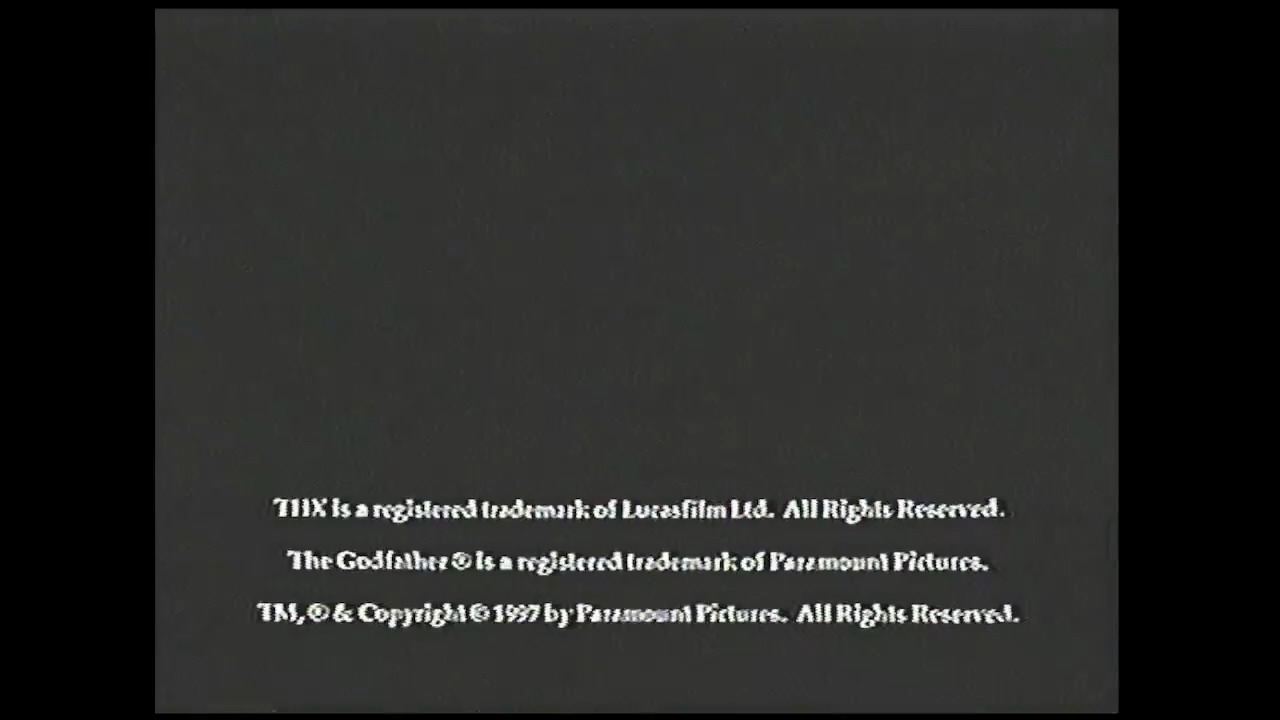 THX is a registered trademark of Lucasfilm Ltd. All Rights Reserved.
The Godfather ® is a registered trademark of Paramount Pictures.
TM, ® & Copyright © 1997 by Paramount Pictures. All Rights Reserved.